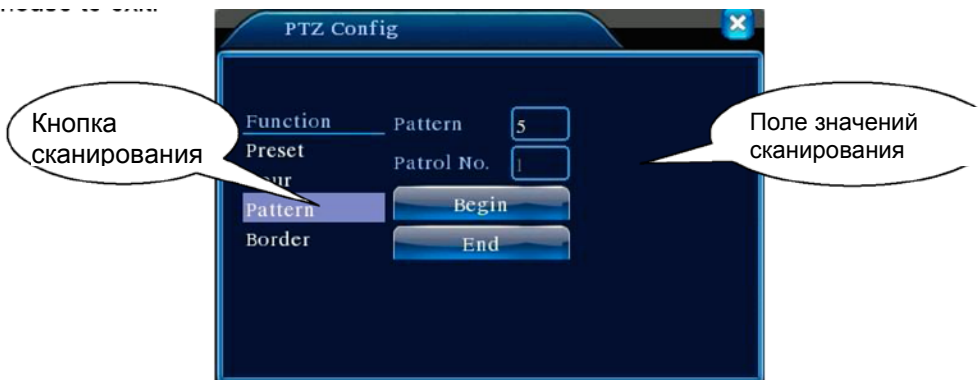 PTZ Config
Кнопка
сканирования
Function
Preset
Pattern
Border
Pattern 5
Patrol No. 1
Begin
End
Поле значений
сканирования